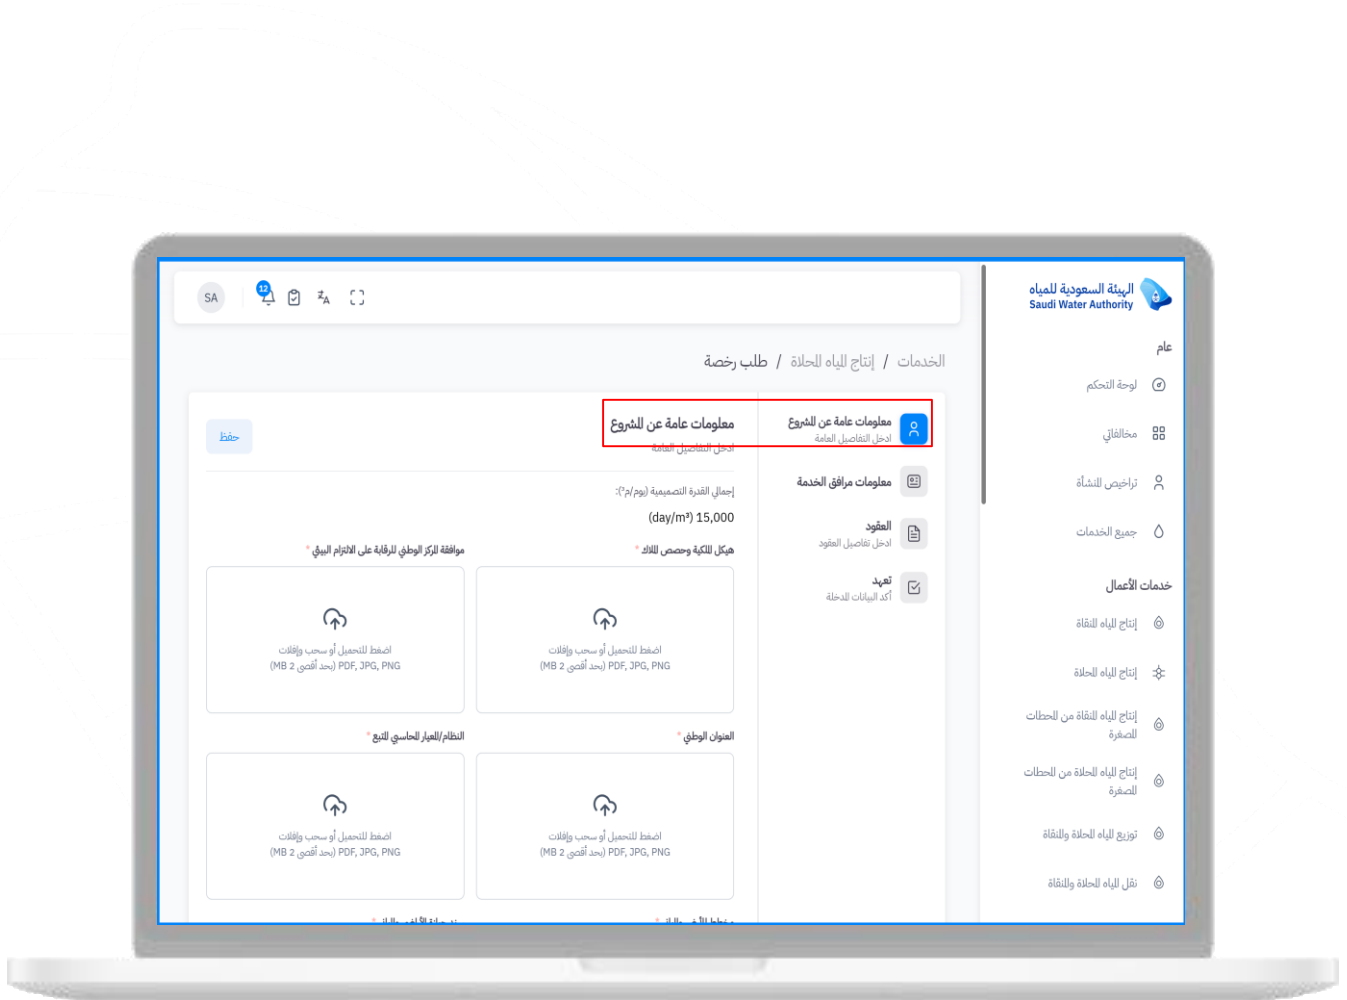 الهيئة السعودية للمياه
Saudi Water Authority
عام
لوحة التحكم
مخالفاتي
تراخيص المنشأة
جميع الخدمات
خدمات الأعمال
إنتاج المياه المنقاة
إنتاج المياه المحلاة
إنتاج المياه المنقاة من المحطات
المصغرة
إنتاج المياه المحلاة من المحطات
المصغرة
توزيع المياه المحلاة والمنقاة
نقل المياه المحلاة والمنقاة
12
SA
الخدمات / إنتاج المياه المحلاة / طلب رخصة
معلومات عامة عن المشروع
ادخل التفاصيل العامة
معلومات مرافق الخدمة
العقود
ادخل تفاصيل العقود
تعهد
أكد البيانات المدخلة
معلومات عامة عن المشروع
ادخل التفاصيل العامة
حفظ
إجمالي القدرة التصميمية (يوم/م³):
15,000 (day/m³)
هيكل الملكية وحصص الملاك *
اضغط للتحميل أو سحب وإفلات
PDF, JPG, PNG (بحد أقصى 2 MB)
موافقة المركز الوطني للرقابة على الالتزام البيئي *
اضغط للتحميل أو سحب وإفلات
PDF, JPG, PNG (بحد أقصى 2 MB)
العنوان الوطني *
اضغط للتحميل أو سحب وإفلات
PDF, JPG, PNG (بحد أقصى 2 MB)
النظام/المعيار المحاسبي المتبع *
اضغط للتحميل أو سحب وإفلات
PDF, JPG, PNG (بحد أقصى 2 MB)